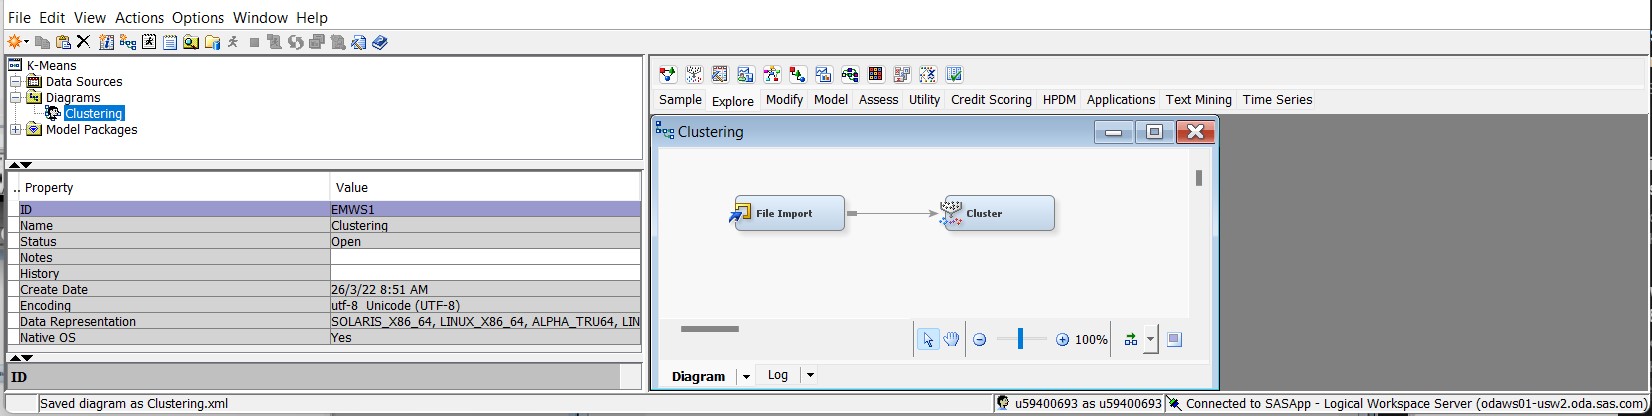 File Edit View Actions Options Window Help
K-Means
Data Sources
Diagrams
Clustering
Model Packages
.. Property Value
ID EMWS1
Name Clustering
Status Open
Notes
History
Create Date 26/3/22 8:51 AM
Encoding utf-8 Unicode (UTF-8)
Data Representation SOLARIS_X86_64, LINUX_X86_64, ALPHA_TRU64, LIN
Native OS Yes
ID
Sample Explore Modify Model Assess Utility Credit Scoring HPDM Applications Text Mining Time Series
Clustering
File Import Cluster
100%
Diagram Log
Saved diagram as Clustering.xml
u59400693 as u59400693 Connected to SASApp - Logical Workspace Server (odaws01-usw2.oda.sas.com)